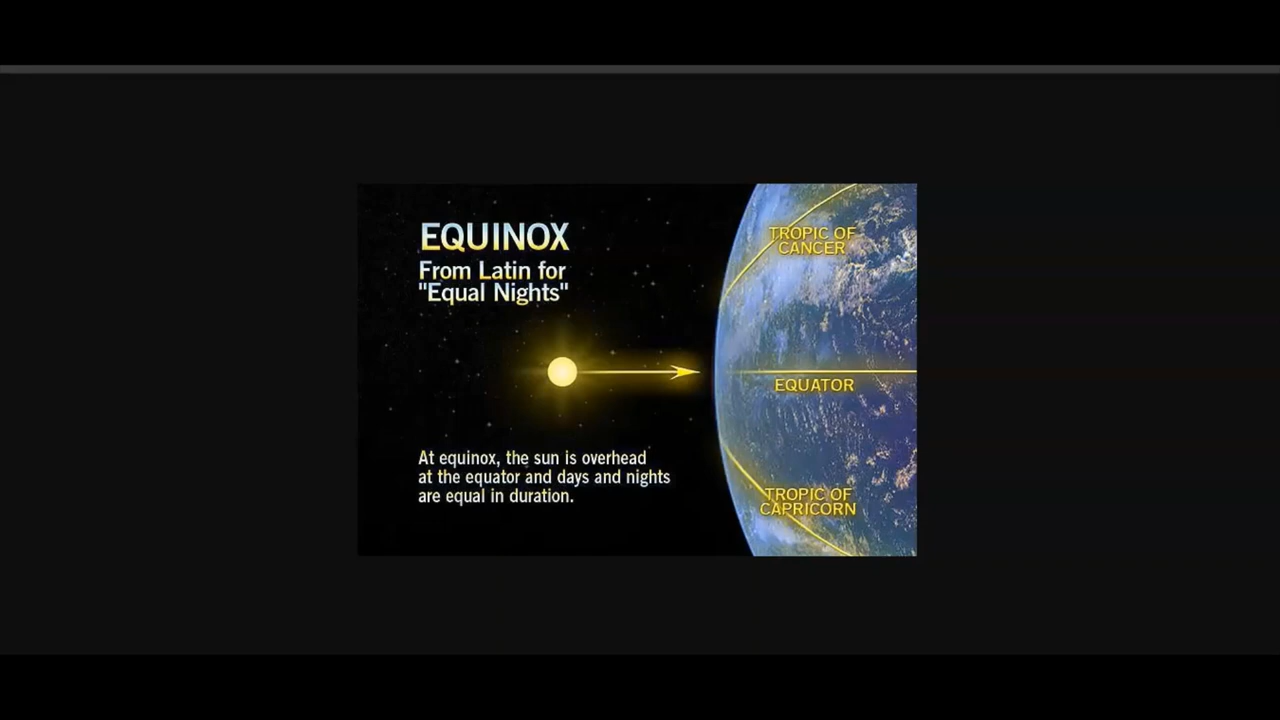 EQUINOX
From Latin for
"Equal Nights"
At equinox, the sun is overhead
at the equator and days and nights
are equal in duration.
TROPIC OF
CANCER
EQUATOR
TROPIC OF
CAPRICORN